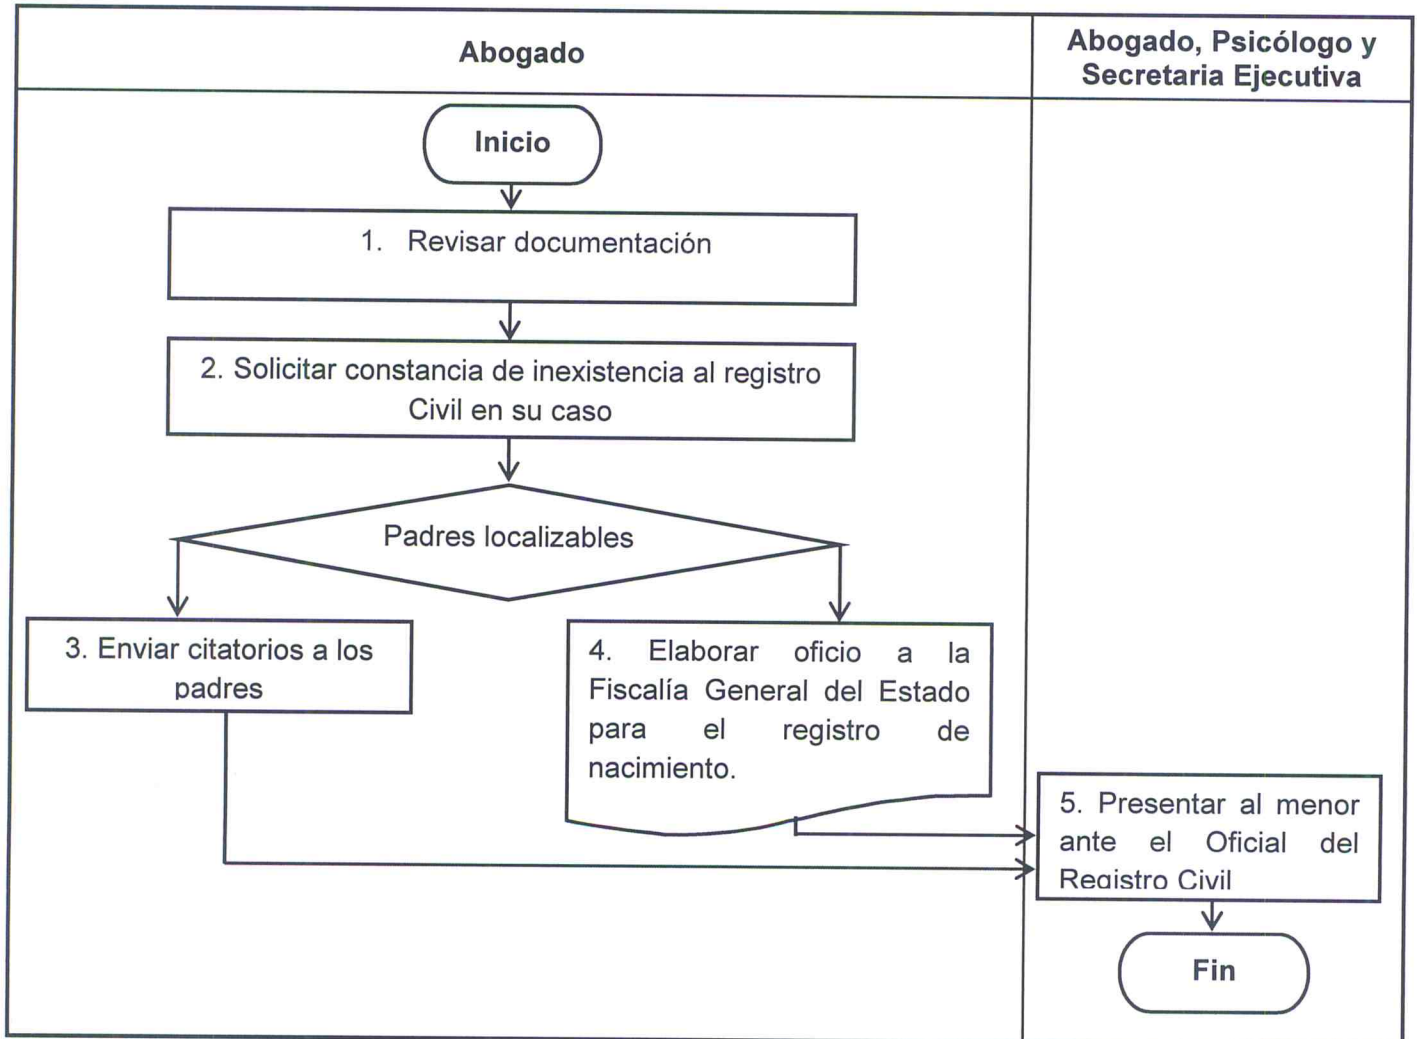 Abogado
Abogado, Psicólogo y
Secretaria Ejecutiva
Inicio
1. Revisar documentación
2. Solicitar constancia de inexistencia al registro
Civil en su caso
Padres localizables
3. Enviar citatorios a los
padres
4. Elaborar oficio a la
Fiscalía General del Estado
para el registro de
nacimiento.
5. Presentar al menor
ante el Oficial del
Registro Civil
Fin